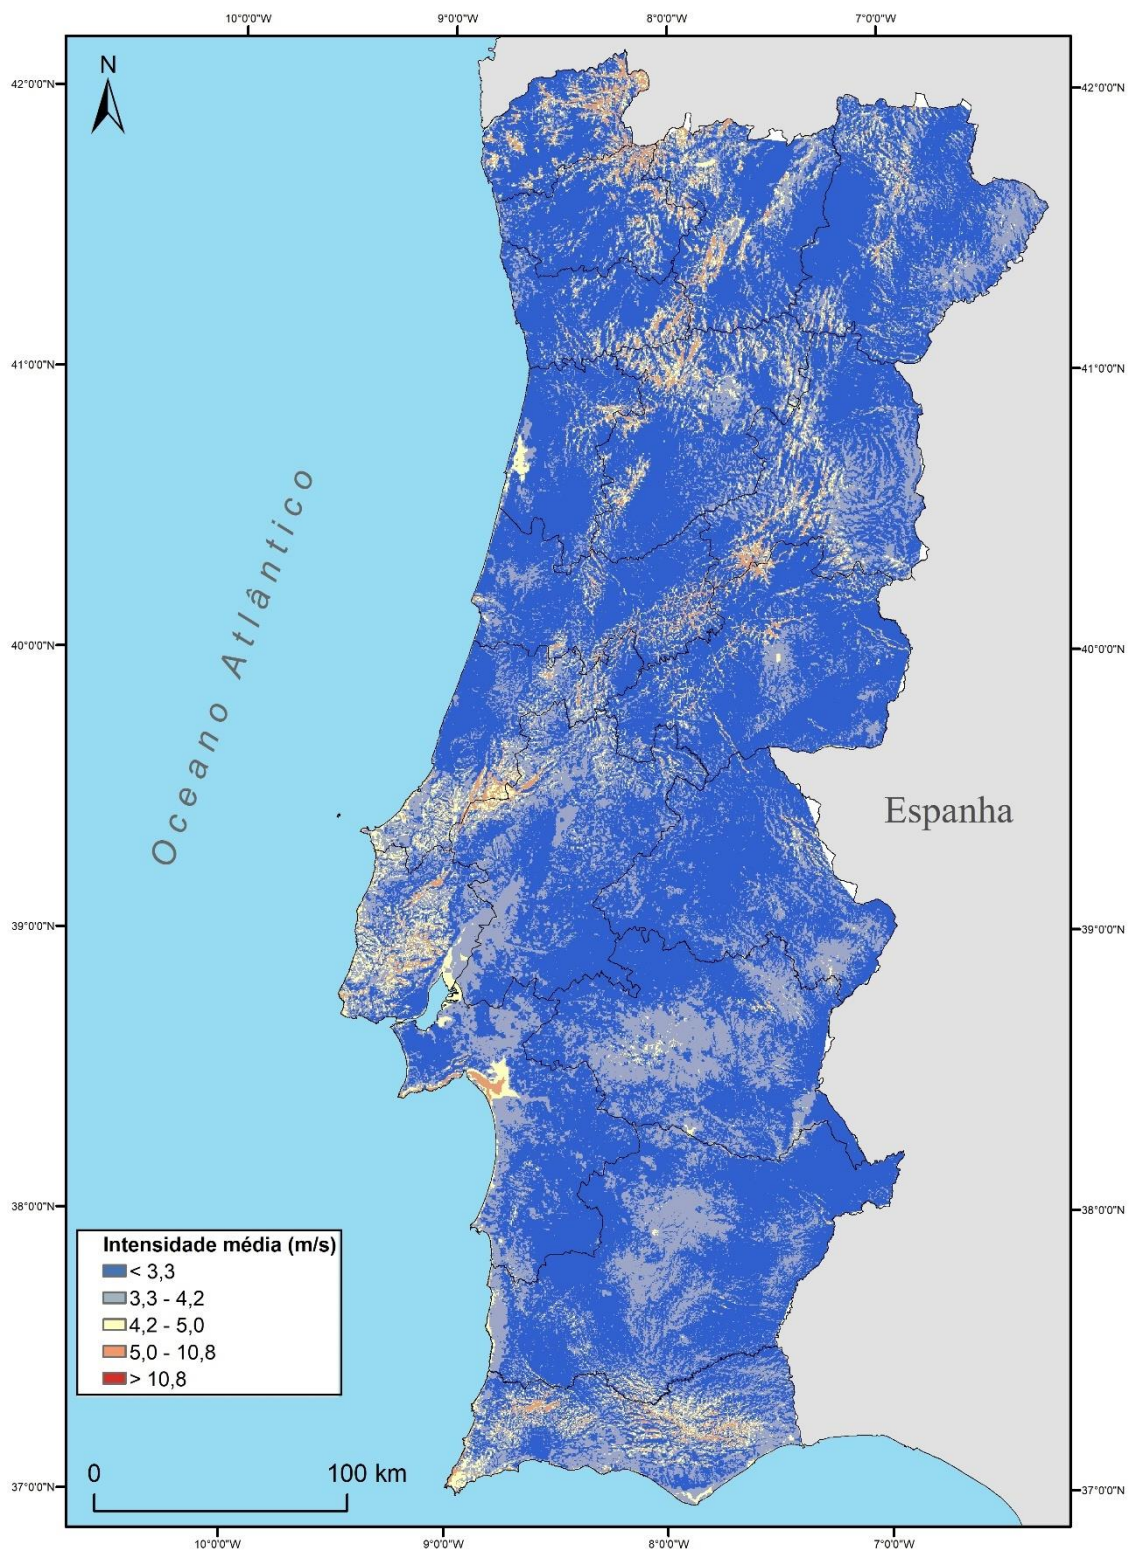 10°0'0"W 9°0'0"W 8°0'0"W 7°0'0"W
N
42°0'0"N 42°0'0"N
41°0'0"N 41°0'0"N
Oceano Atlântico
40°0'0"N 40°0'0"N
Espanha
39°0'0"N 39°0'0"N
38°0'0"N 38°0'0"N
Intensidade média (m/s)
< 3,3
3,3 - 4,2
4,2 - 5,0
5,0 - 10,8
> 10,8
0 100 km
37°0'0"N 37°0'0"N
10°0'0"W 9°0'0"W 8°0'0"W 7°0'0"W